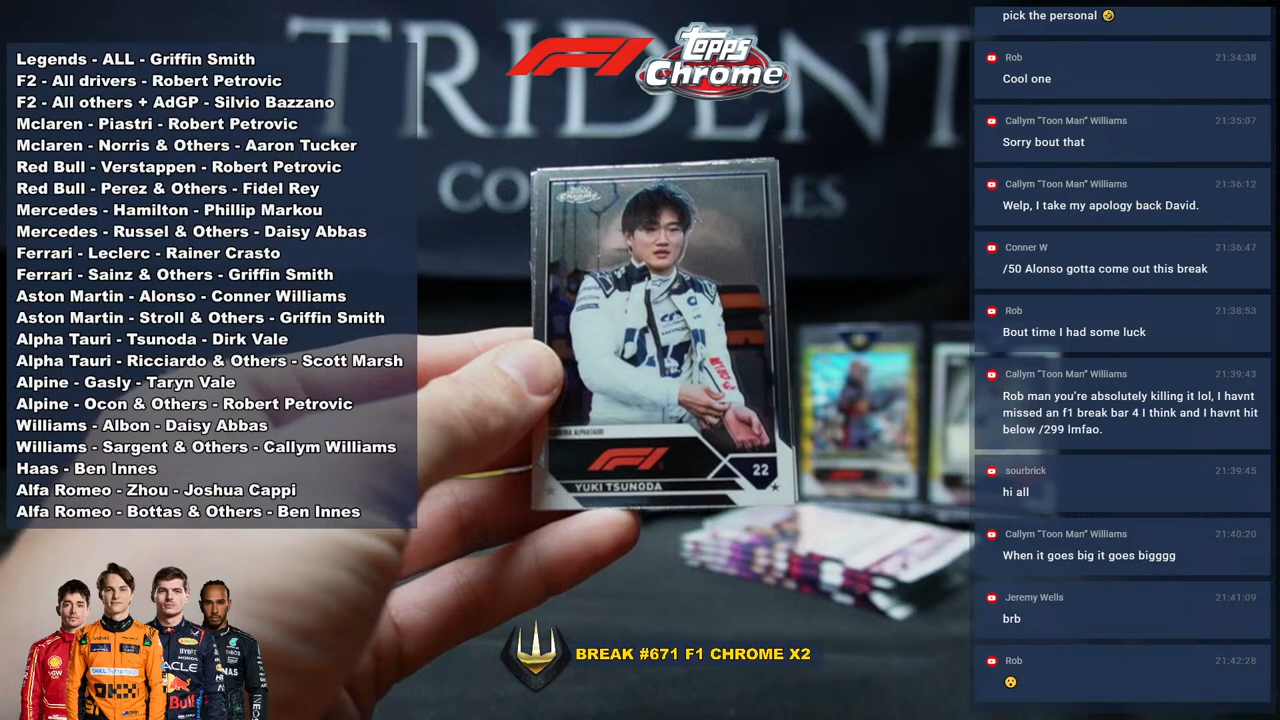 Legends - ALL - Griffin Smith
F2 - All drivers - Robert Petrovic
F2 - All others + AdGP - Silvio Bazzano
Mclaren - Piastri - Robert Petrovic
Mclaren - Norris & Others - Aaron Tucker
Red Bull - Verstappen - Robert Petrovic
Red Bull - Perez & Others - Fidel Rey
Mercedes - Hamilton - Phillip Markou
Mercedes - Russel & Others - Daisy Abbas
Ferrari - Leclerc - Rainer Crasto
Ferrari - Sainz & Others - Griffin Smith
Aston Martin - Alonso - Conner Williams
Aston Martin - Stroll & Others - Griffin Smith
Alpha Tauri - Tsunoda - Dirk Vale
Alpha Tauri - Ricciardo & Others - Scott Marsh
Alpine - Gasly - Taryn Vale
Alpine - Ocon & Others - Robert Petrovic
Williams - Albon - Daisy Abbas
Williams - Sargent & Others - Callym Williams
Haas - Ben Innes
Alfa Romeo - Zhou - Joshua Cappi
Alfa Romeo - Bottas & Others - Ben Innes
TRIDENT
F1
Topps
Chrome
Topps
Chrome
F1
22
YUKI TSUNODA
BREAK #671 F1 CHROME X2
pick the personal 🤣
Rob 21:34:38
Cool one
Callym "Toon Man" Williams 21:35:07
Sorry bout that
Callym "Toon Man" Williams 21:36:12
Welp, I take my apology back David.
Conner W 21:36:47
/50 Alonso gotta come out this break
Rob 21:38:53
Bout time I had some luck
Callym "Toon Man" Williams 21:39:43
Rob man you're absolutely killing it lol, I havnt
missed an f1 break bar 4 I think and I havnt hit
below /299 lmfao.
sourbrick 21:39:45
hi all
Callym "Toon Man" Williams 21:40:20
When it goes big it goes bigggg
Jeremy Wells 21:41:09
brb
Rob 21:42:28
😮